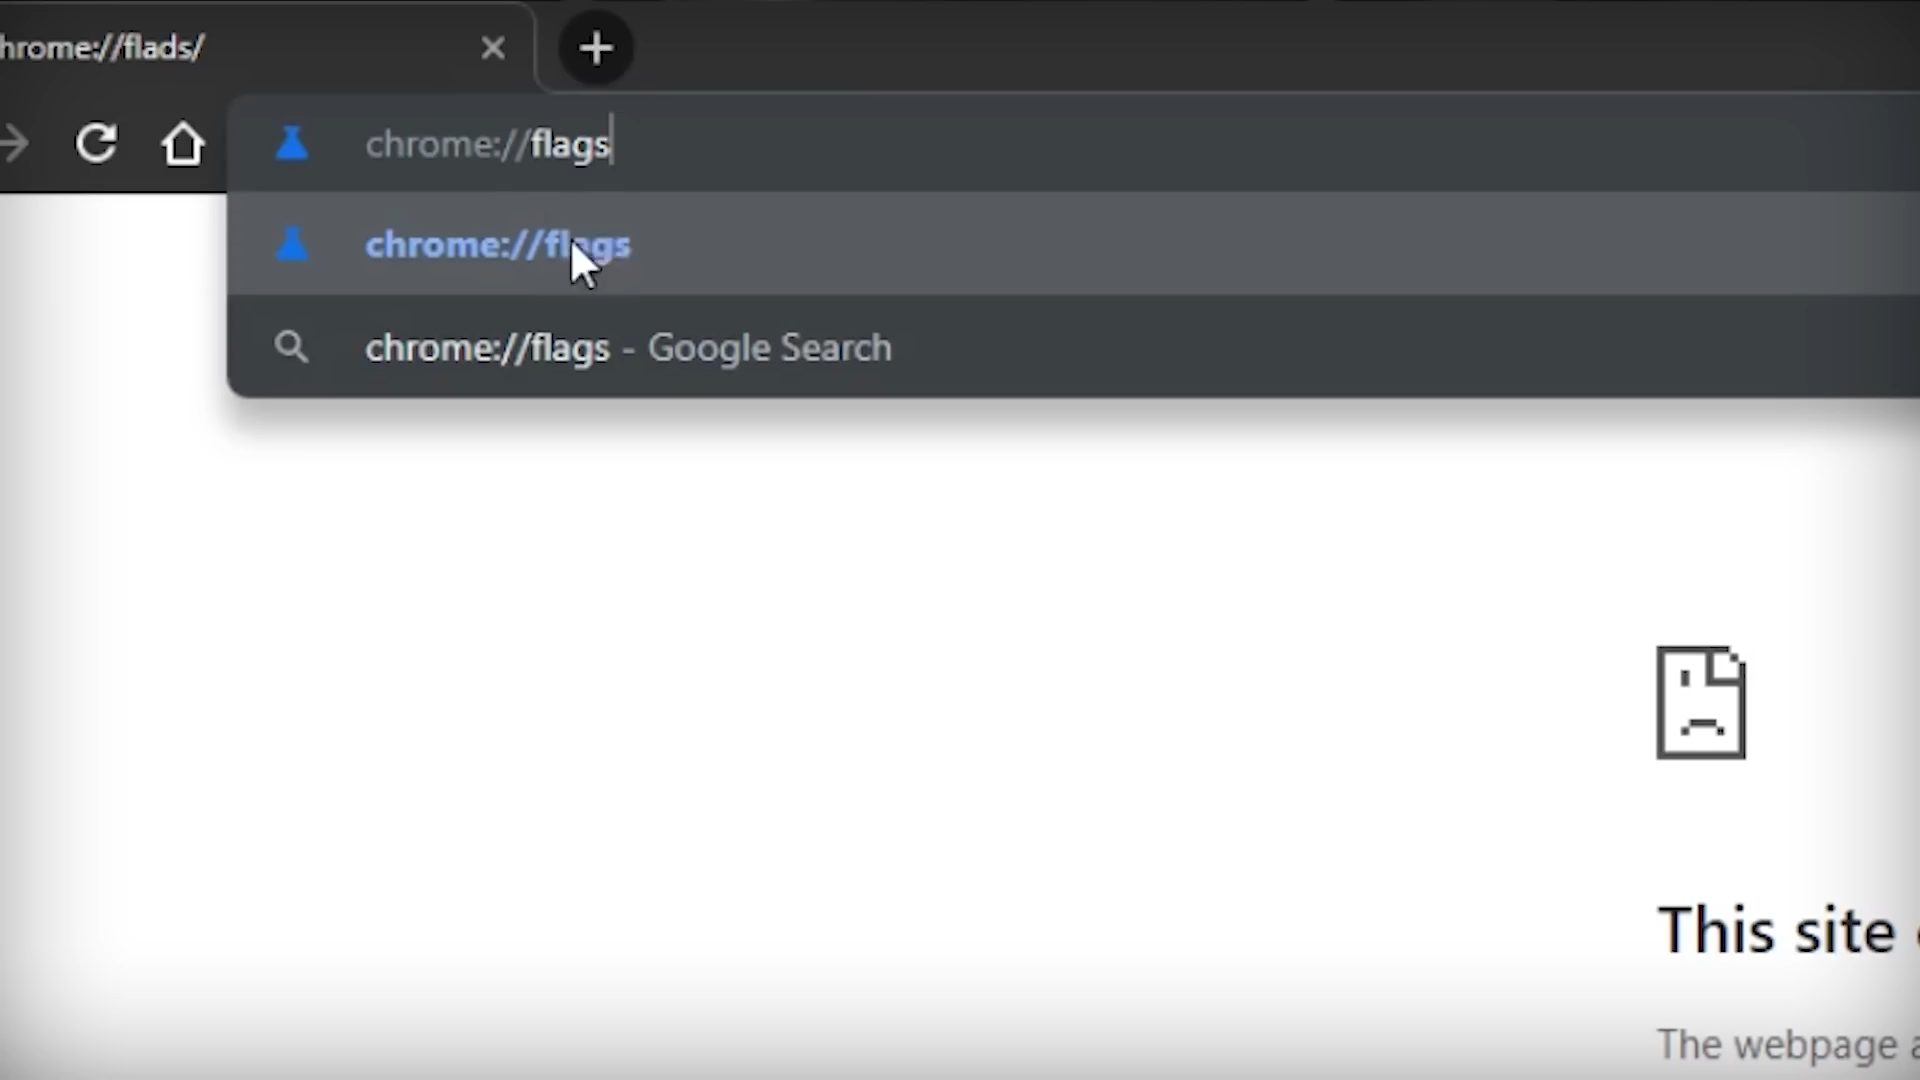 hrome://flads/
chrome://flags
chrome://flags
chrome://flags - Google Search
This site
The webpage